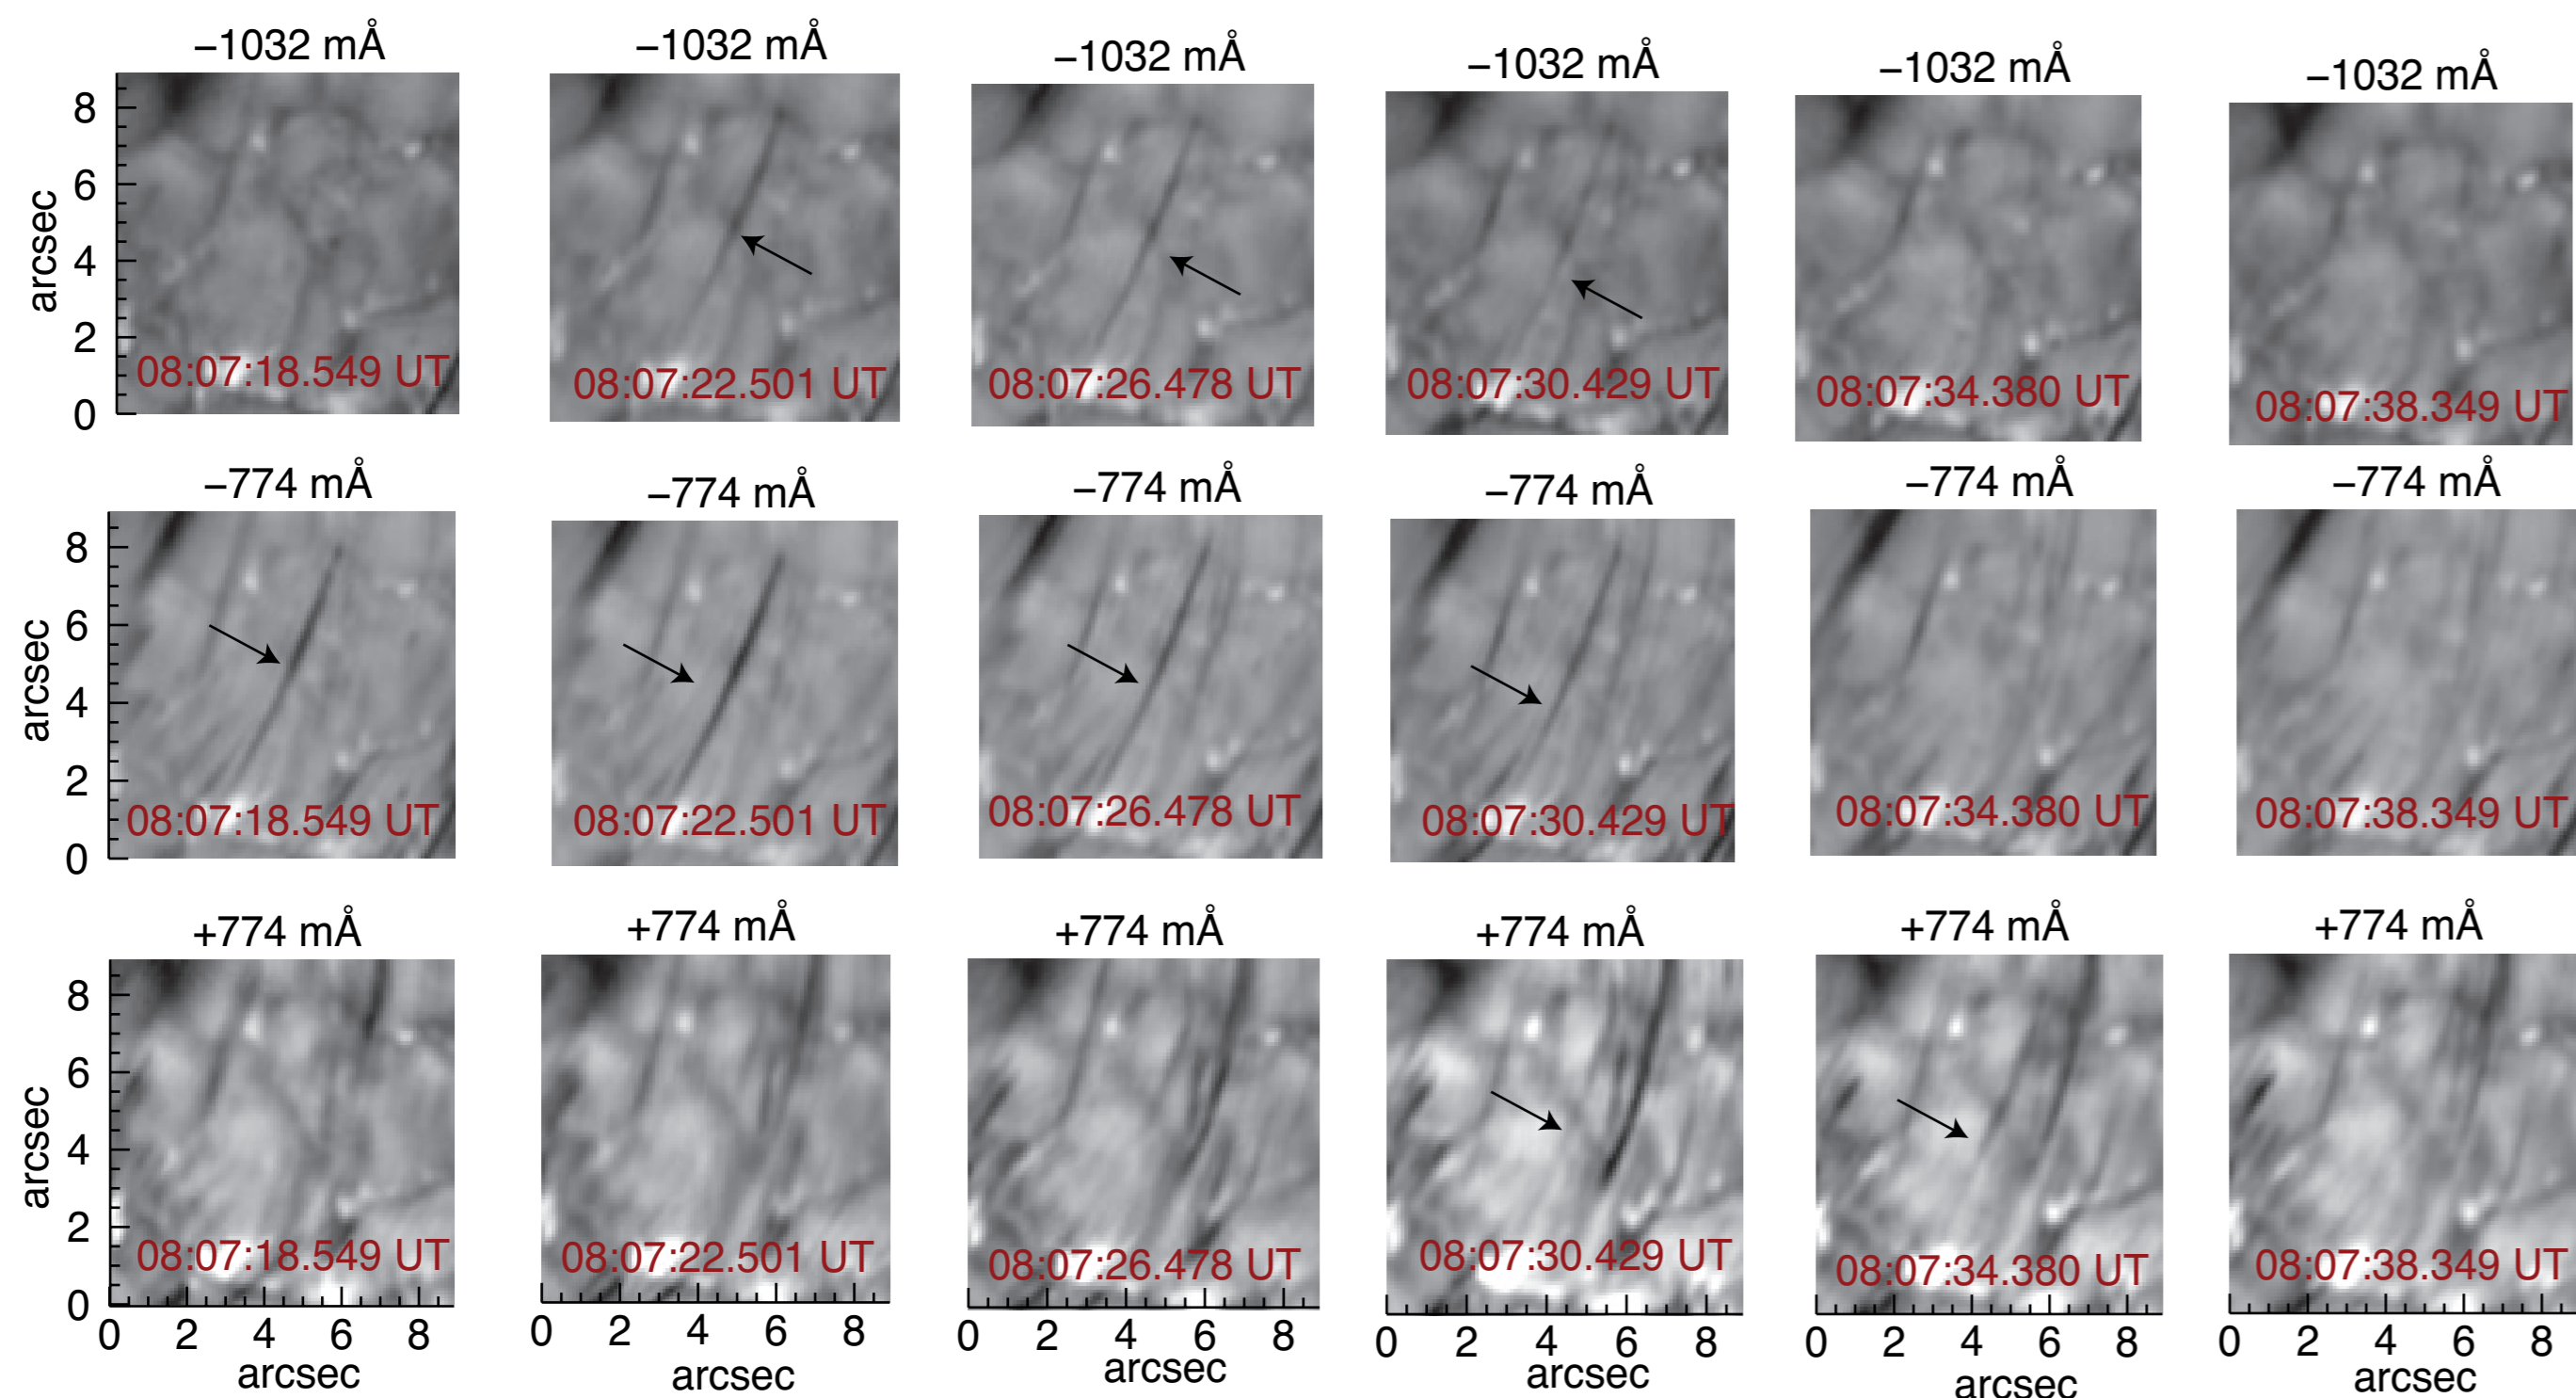 −1032 mÅ −1032 mÅ −1032 mÅ −1032 mÅ −1032 mÅ −1032 mÅ
8
6
4
2
0
arcsec
08:07:18.549 UT 08:07:22.501 UT 08:07:26.478 UT 08:07:30.429 UT 08:07:34.380 UT 08:07:38.349 UT
−774 mÅ −774 mÅ −774 mÅ −774 mÅ −774 mÅ −774 mÅ
8
6
4
2
0
arcsec
08:07:18.549 UT 08:07:22.501 UT 08:07:26.478 UT 08:07:30.429 UT 08:07:34.380 UT 08:07:38.349 UT
+774 mÅ +774 mÅ +774 mÅ +774 mÅ +774 mÅ +774 mÅ
8
6
4
2
0
arcsec
08:07:18.549 UT 08:07:22.501 UT 08:07:26.478 UT 08:07:30.429 UT 08:07:34.380 UT 08:07:38.349 UT
0 2 4 6 8 0 2 4 6 8 0 2 4 6 8 0 2 4 6 8 0 2 4 6 8 0 2 4 6 8
arcsec arcsec arcsec arcsec arcsec arcsec